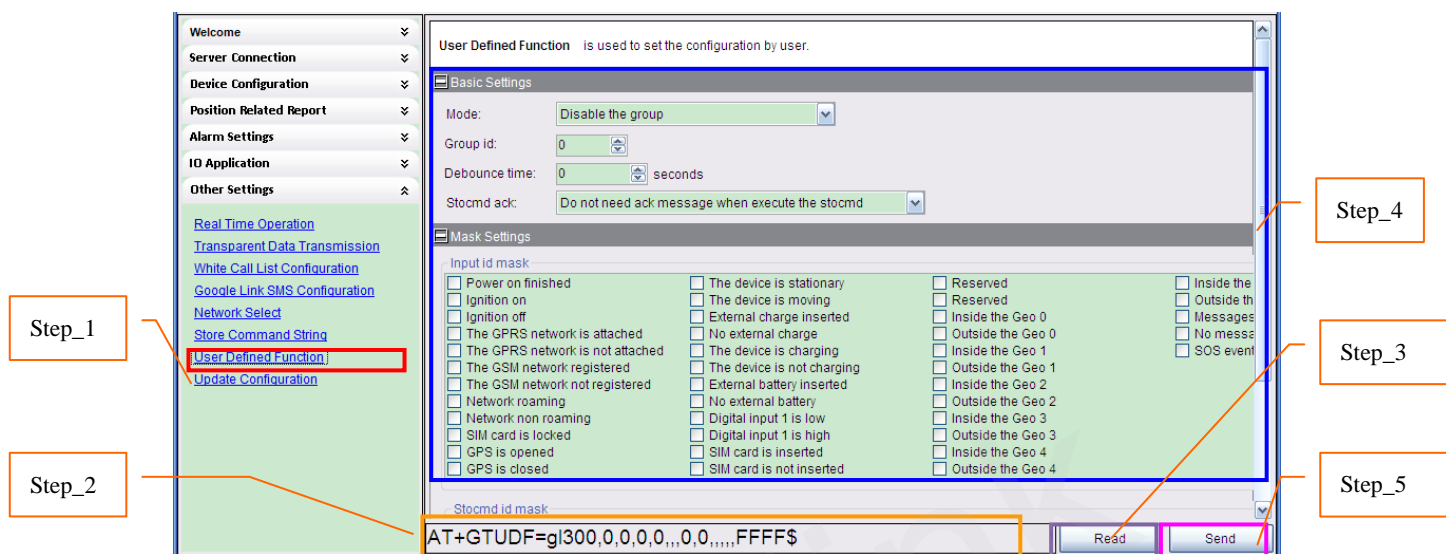 Welcome
Server Connection
Device Configuration
Position Related Report
Alarm Settings
IO Application
Other Settings
Real Time Operation
Transparent Data Transmission
White Call List Configuration
Google Link SMS Configuration
Network Select
Store Command String
User Defined Function
Update Configuration
Step_1
Step_2
User Defined Function is used to set the configuration by user.
Basic Settings
Mode: Disable the group
Group id: 0
Debounce time: 0 seconds
Stocmd ack: Do not need ack message when execute the stocmd
Mask Settings
Input id mask
Power on finished The device is stationary Reserved Inside the
Ignition on The device is moving Reserved Outside th
Ignition off External charge inserted Inside the Geo 0 Messages
The GPRS network is attached No external charge Outside the Geo 0 No messa
The GPRS network is not attached The device is charging Inside the Geo 1 SOS event
The GSM network registered The device is not charging Outside the Geo 1
The GSM network not registered External battery inserted Inside the Geo 2
Network roaming No external battery Outside the Geo 2
Network non roaming Digital input 1 is low Inside the Geo 3
SIM card is locked Digital input 1 is high Outside the Geo 3
GPS is opened SIM card is inserted Inside the Geo 4
GPS is closed SIM card is not inserted Outside the Geo 4
Stocmd id mask
AT+GTUDF=gl300,0,0,0,0,,,0,0,,,,,FFFF$
Read Send
Step_4
Step_3
Step_5